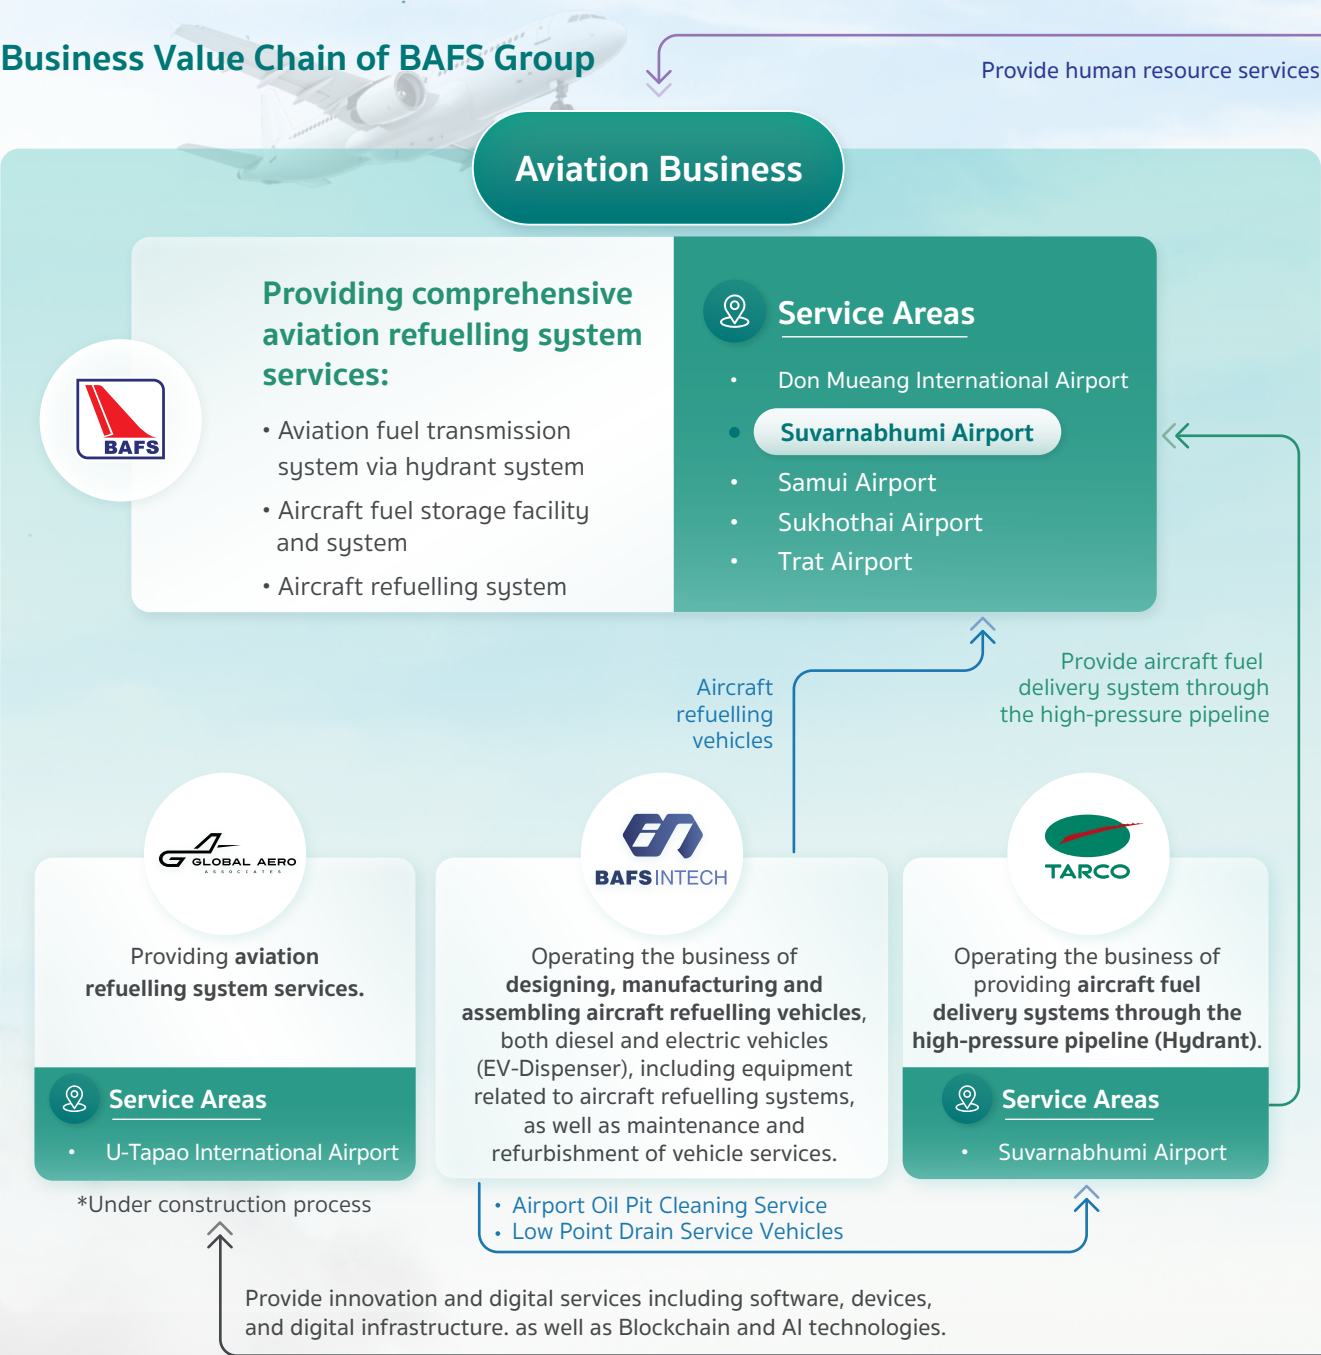 Business Value Chain of BAFS Group
Provide human resource services
Aviation Business
Providing comprehensive
aviation refuelling system
services:
• Aviation fuel transmission
system via hydrant system
• Aircraft fuel storage facility
and system
• Aircraft refuelling system
BAFS
Service Areas
• Don Mueang International Airport
• Suvarnabhumi Airport
• Samui Airport
• Sukhothai Airport
• Trat Airport
Aircraft
refuelling
vehicles
Provide aircraft fuel
delivery system through
the high-pressure pipeline
GLOBAL AERO
ASSOCIATES
Providing aviation
refuelling system services.
Service Areas
• U-Tapao International Airport
*Under construction process
BAFS INTECH
Operating the business of
designing, manufacturing and
assembling aircraft refuelling vehicles,
both diesel and electric vehicles
(EV-Dispenser), including equipment
related to aircraft refuelling systems,
as well as maintenance and
refurbishment of vehicle services.
• Airport Oil Pit Cleaning Service
• Low Point Drain Service Vehicles
TARCO
Operating the business of
providing aircraft fuel
delivery systems through the
high-pressure pipeline (Hydrant).
Service Areas
• Suvarnabhumi Airport
Provide innovation and digital services including software, devices,
and digital infrastructure. as well as Blockchain and AI technologies.